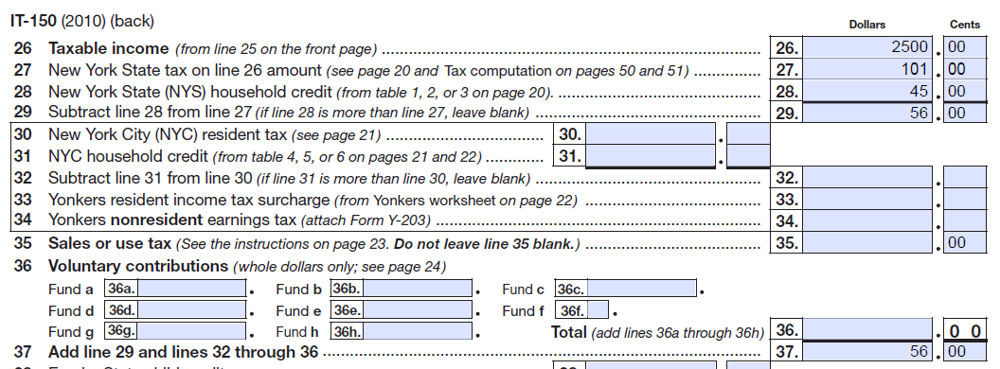 IT-150 (2010) (back)
Dollars Cents
26 Taxable income (from line 25 on the front page) ... 26. 2500 . 00
27 New York State tax on line 26 amount (see page 20 and Tax computation on pages 50 and 51) ... 27. 101 . 00
28 New York State (NYS) household credit (from table 1, 2, or 3 on page 20). ... 28. 45 . 00
29 Subtract line 28 from line 27 (if line 28 is more than line 27, leave blank) ... 29. 56 . 00
30 New York City (NYC) resident tax (see page 21) ... 30. .
31 NYC household credit (from table 4, 5, or 6 on pages 21 and 22) ... 31. .
32 Subtract line 31 from line 30 (if line 31 is more than line 30, leave blank) ... 32. .
33 Yonkers resident income tax surcharge (from Yonkers worksheet on page 22) ... 33. .
34 Yonkers nonresident earnings tax (attach Form Y-203) ... 34. .
35 Sales or use tax (See the instructions on page 23. Do not leave line 35 blank.) ... 35. . 00
36 Voluntary contributions (whole dollars only; see page 24)
Fund a 36a. . Fund b 36b. . Fund c 36c. .
Fund d 36d. . Fund e 36e. . Fund f 36f. .
Fund g 36g. . Fund h 36h. . Total (add lines 36a through 36h) 36. . 0 0
37 Add line 29 and lines 32 through 36 ... 37. 56 . 00